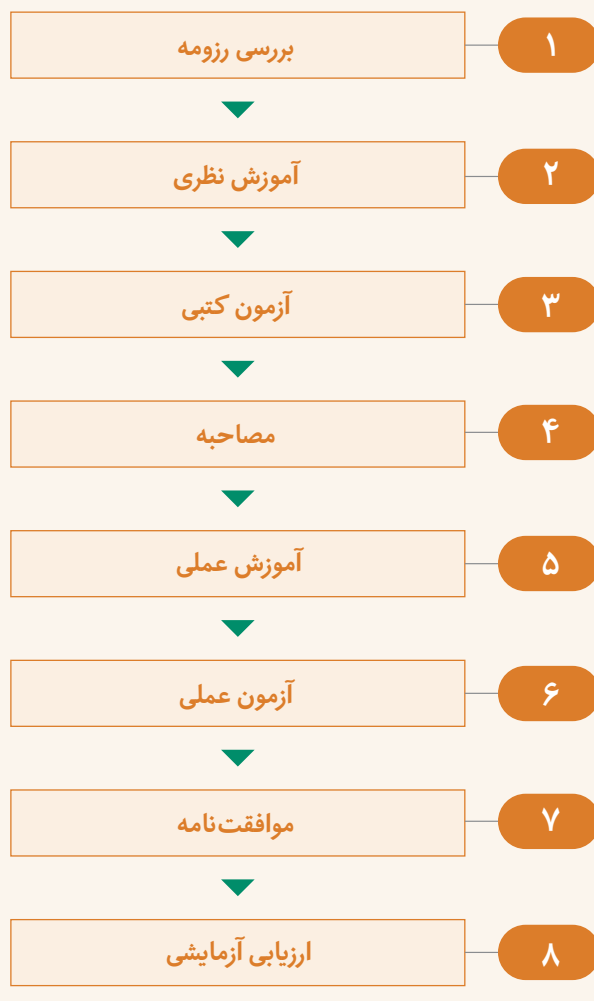 ۱
بررسی رزومه
۲
آموزش نظری
۳
آزمون کتبی
۴
مصاحبه
۵
آموزش عملی
۶
آزمون عملی
۷
موافقت‌نامه
۸
ارزیابی آزمایشی